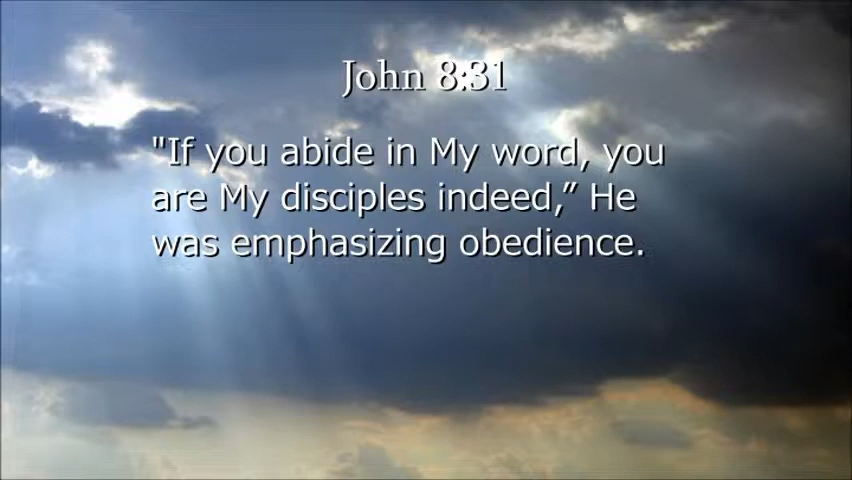 John 8:31
"If you abide in My word, you
are My disciples indeed,” He
was emphasizing obedience.